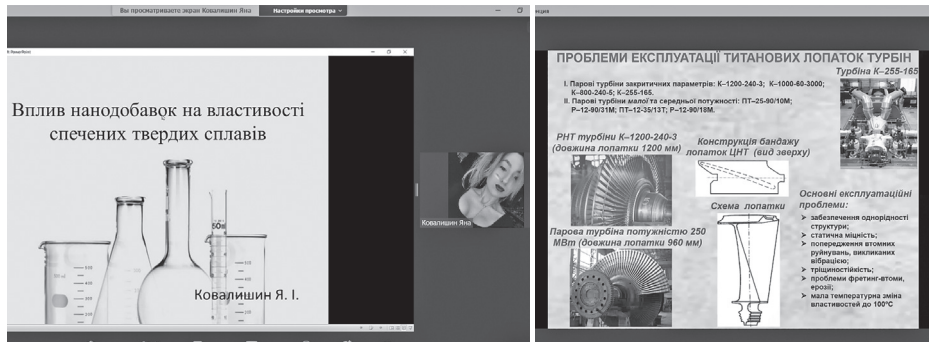 Вы просматриваете экран Ковалишин Яна
Настройки просмотра
Вплив нанодобавок на властивості
спечених твердих сплавів
Ковалишин Я. І.
Ковалишин Яна
ПРОБЛЕМИ ЕКСПЛУАТАЦІЇ ТИТАНОВИХ ЛОПАТОК ТУРБІН
Турбіна К–255-165
І. Парові турбіни закритичних параметрів: К–1200-240-3; К–1000-60-3000;
К–800-240-5; К–255-165.
ІІ. Парові турбіни малої та середньої потужності: ПТ–25-90/10М;
Р–12-90/31М; ПТ–12-35/13Т; Р–12-90/18М.
РНТ турбіни К–1200-240-3
(довжина лопатки 1200 мм)
Конструкція бандажу
лопаток ЦНТ (вид зверху)
Схема лопатки
Парова турбіна потужністю 250
МВт (довжина лопатки 960 мм)
Основні експлуатаційні
проблеми:
➢ забезпечення однорідності
структури;
➢ статична міцність;
➢ попередження втомних
руйнувань, викликаних
вібрацією;
➢ тріщиностійкість;
➢ проблеми фретинг-втоми,
ерозії;
➢ мала температурна зміна
властивостей до 100°С